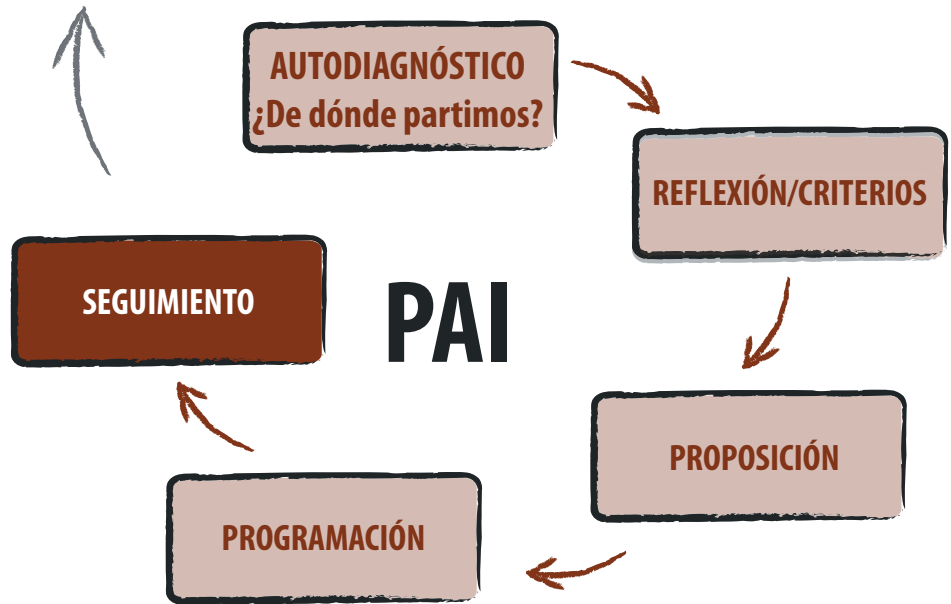 AUTODIAGNÓSTICO
¿De dónde partimos?
REFLEXIÓN/CRITERIOS
SEGUIMIENTO
PAI
PROPOSICIÓN
PROGRAMACIÓN